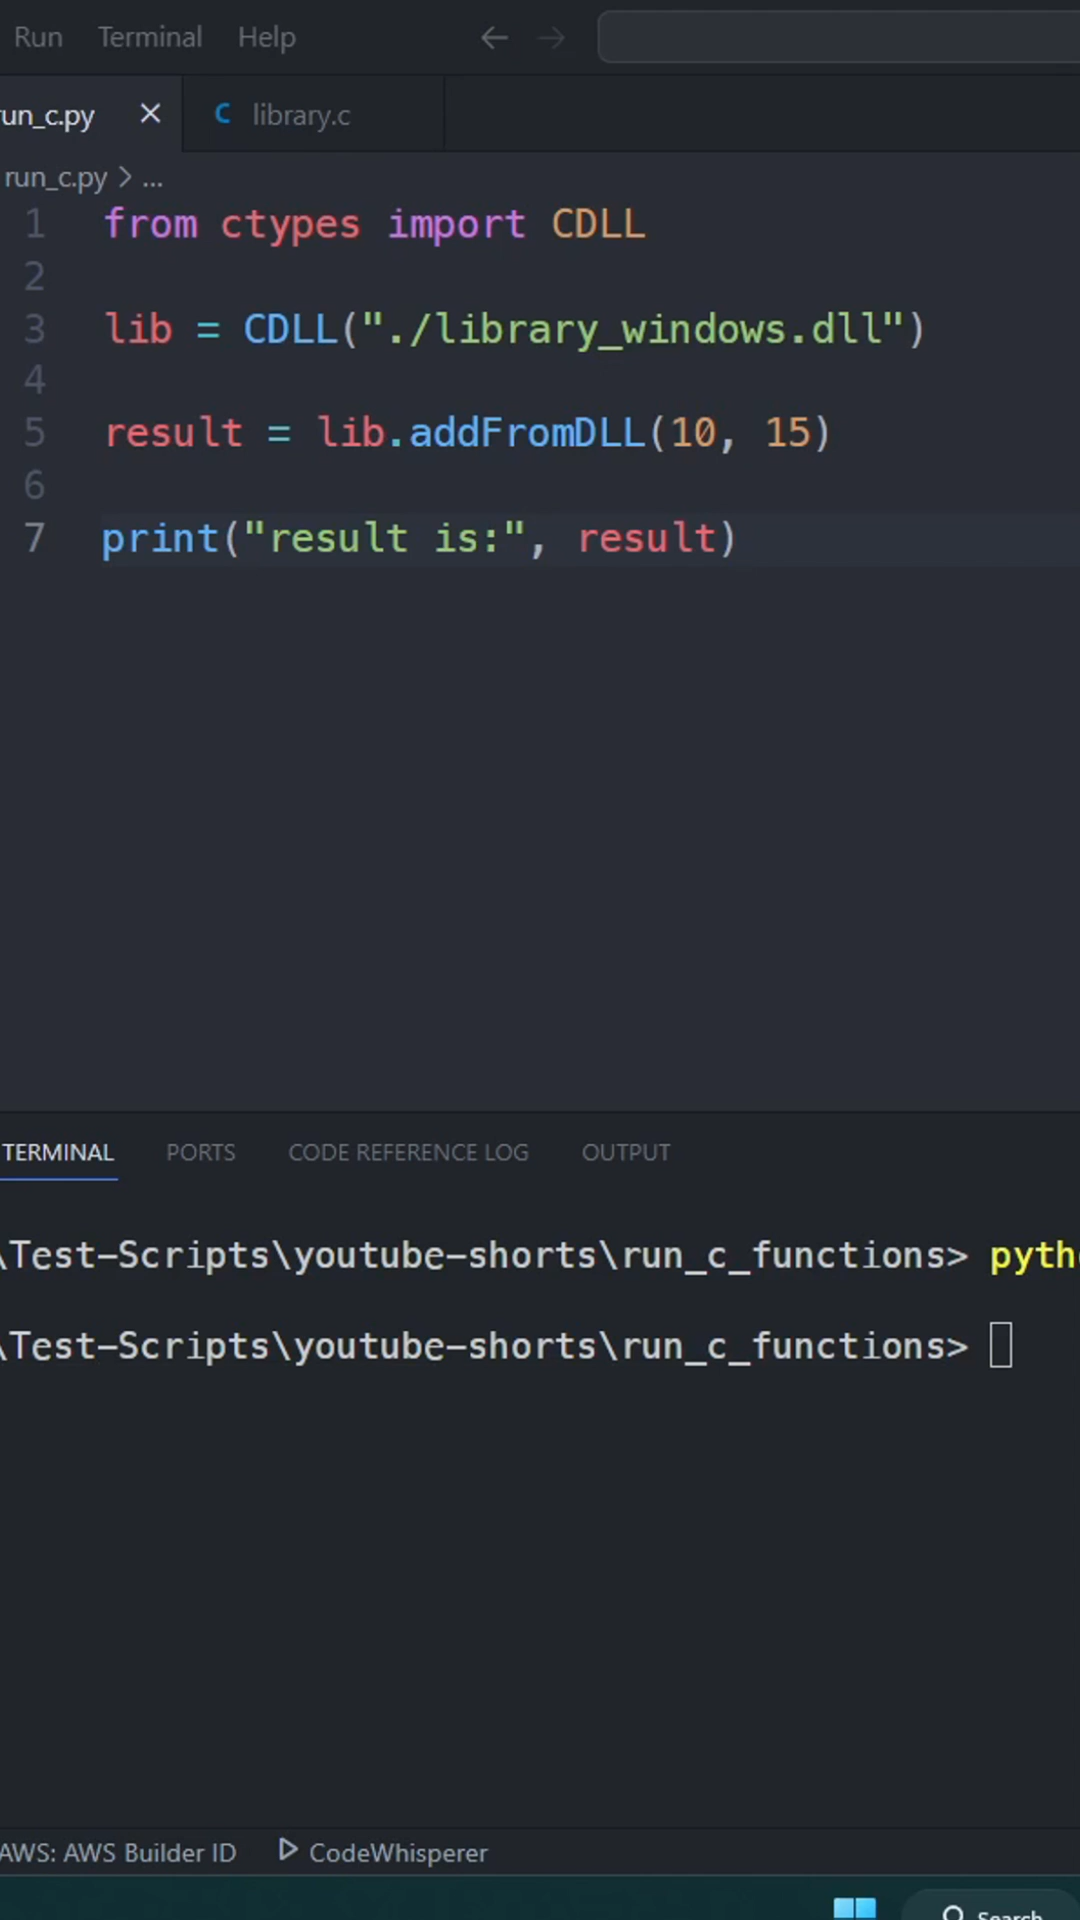 Run Terminal Help
run_c.py library.c
run_c.py > ...
1 from ctypes import CDLL
2
3 lib = CDLL("./library_windows.dll")
4
5 result = lib.addFromDLL(10, 15)
6
7 print("result is:", result)
TERMINAL PORTS CODE REFERENCE LOG OUTPUT
\Test-Scripts\youtube-shorts\run_c_functions> pyth
\Test-Scripts\youtube-shorts\run_c_functions>
AWS: AWS Builder ID CodeWhisperer
Search